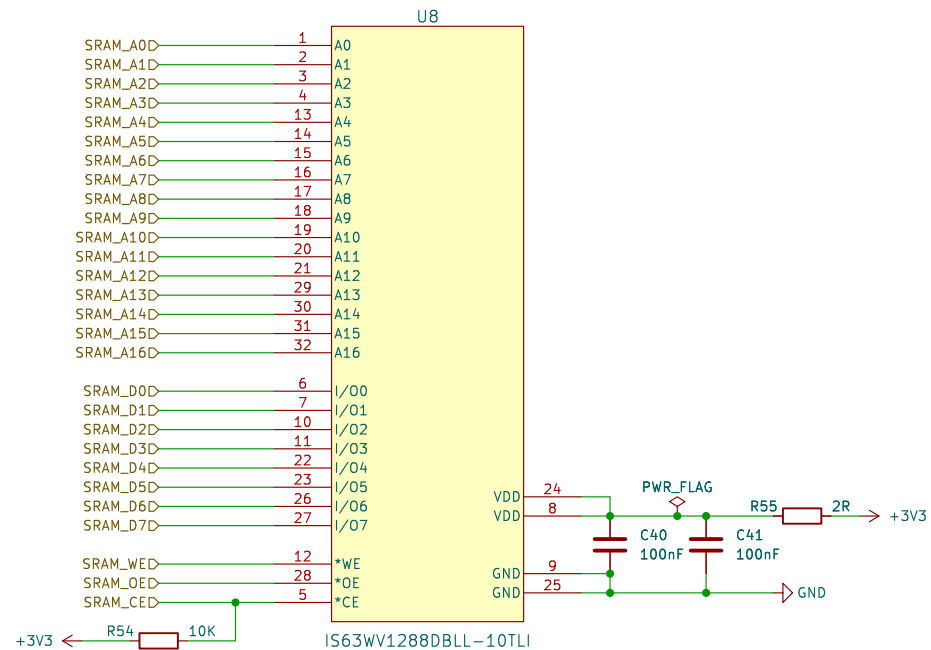 U8
SRAM_A0 1 A0
SRAM_A1 2 A1
SRAM_A2 3 A2
SRAM_A3 4 A3
SRAM_A4 13 A4
SRAM_A5 14 A5
SRAM_A6 15 A6
SRAM_A7 16 A7
SRAM_A8 17 A8
SRAM_A9 18 A9
SRAM_A10 19 A10
SRAM_A11 20 A11
SRAM_A12 21 A12
SRAM_A13 29 A13
SRAM_A14 30 A14
SRAM_A15 31 A15
SRAM_A16 32 A16
SRAM_D0 6 I/O0
SRAM_D1 7 I/O1
SRAM_D2 10 I/O2
SRAM_D3 11 I/O3
SRAM_D4 22 I/O4
SRAM_D5 23 I/O5
SRAM_D6 26 I/O6
SRAM_D7 27 I/O7
SRAM_WE 12 *WE
SRAM_OE 28 *OE
SRAM_CE 5 *CE
+3V3 R54 10K
IS63WV1288DBLL-10TLI
VDD 24
VDD 8
PWR_FLAG
R55 2R +3V3
C40 100nF
C41 100nF
GND 9
GND 25
GND